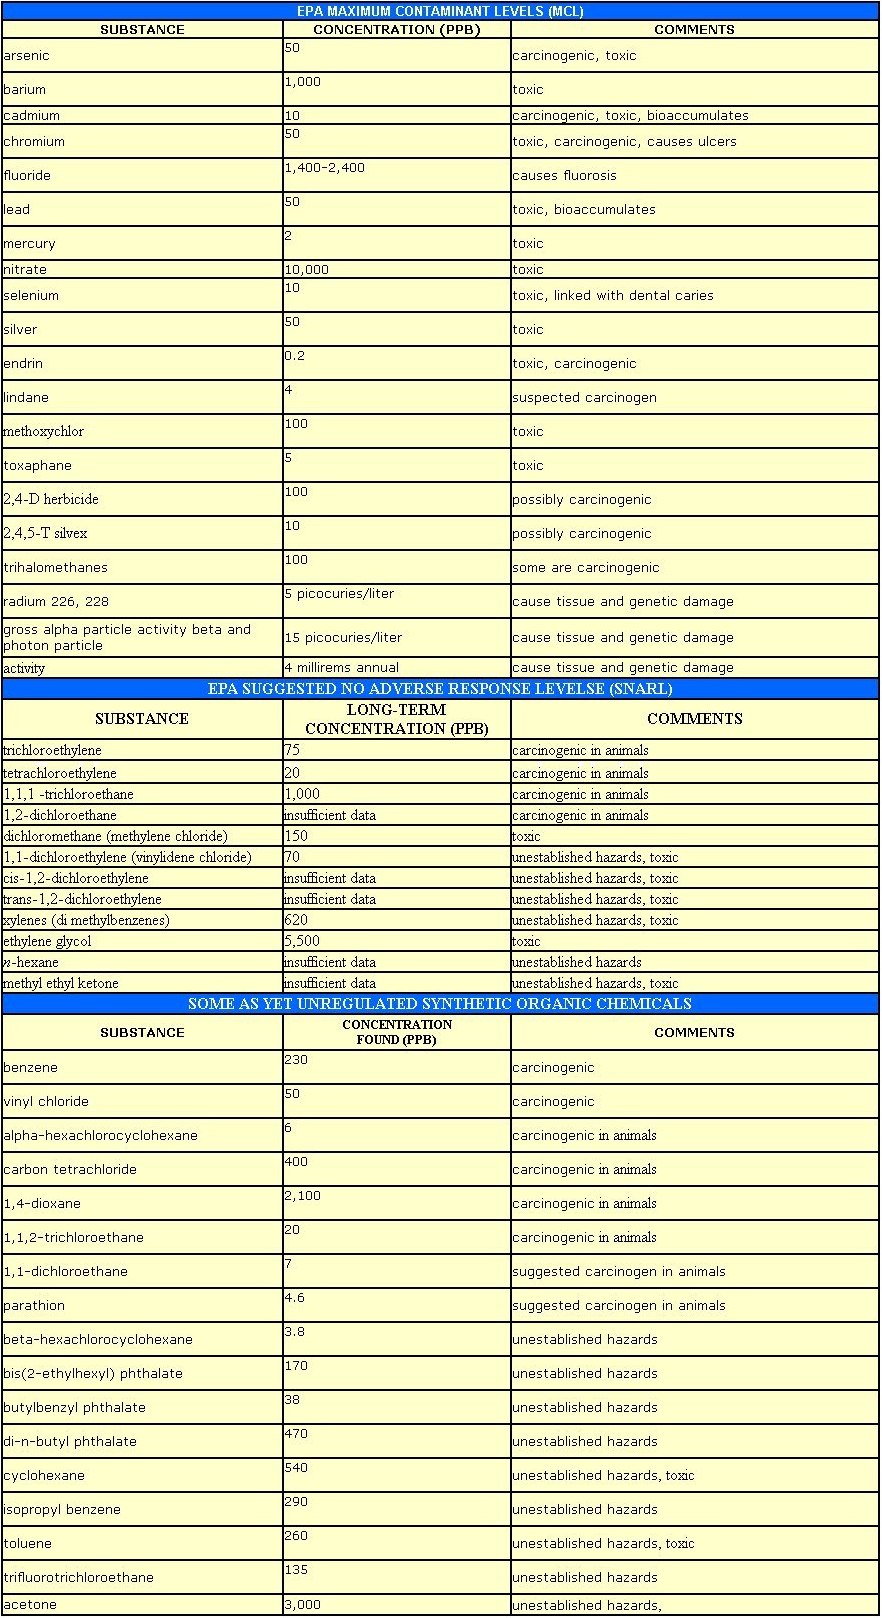 EPA MAXIMUM CONTAMINANT LEVELS (MCL)
SUBSTANCE CONCENTRATION (PPB) COMMENTS
arsenic 50 carcinogenic, toxic
barium 1,000 toxic
cadmium 10 carcinogenic, toxic, bioaccumulates
chromium 50 toxic, carcinogenic, causes ulcers
fluoride 1,400-2,400 causes fluorosis
lead 50 toxic, bioaccumulates
mercury 2 toxic
nitrate 10,000 toxic
selenium 10 toxic, linked with dental caries
silver 50 toxic
endrin 0.2 toxic, carcinogenic
lindane 4 suspected carcinogen
methoxychlor 100 toxic
toxaphane 5 toxic
2,4-D herbicide 100 possibly carcinogenic
2,4,5-T silvex 10 possibly carcinogenic
trihalomethanes 100 some are carcinogenic
radium 226, 228 5 picocuries/liter cause tissue and genetic damage
gross alpha particle activity beta and
photon particle 15 picocuries/liter cause tissue and genetic damage
activity 4 millirems annual cause tissue and genetic damage
EPA SUGGESTED NO ADVERSE RESPONSE LEVELSE (SNARL)
SUBSTANCE LONG-TERM
CONCENTRATION (PPB) COMMENTS
trichloroethylene 75 carcinogenic in animals
tetrachloroethylene 20 carcinogenic in animals
1,1,1 -trichloroethane 1,000 carcinogenic in animals
1,2-dichloroethane insufficient data carcinogenic in animals
dichloromethane (methylene chloride) 150 toxic
1,1-dichloroethylene (vinylidene chloride) 70 unestablished hazards, toxic
cis-1,2-dichloroethylene insufficient data unestablished hazards, toxic
trans-1,2-dichloroethylene insufficient data unestablished hazards, toxic
xylenes (di methylbenzenes) 620 unestablished hazards, toxic
ethylene glycol 5,500 toxic
n-hexane insufficient data unestablished hazards
methyl ethyl ketone insufficient data unestablished hazards, toxic
SOME AS YET UNREGULATED SYNTHETIC ORGANIC CHEMICALS
SUBSTANCE CONCENTRATION
FOUND (PPB) COMMENTS
benzene 230 carcinogenic
vinyl chloride 50 carcinogenic
alpha-hexachlorocyclohexane 6 carcinogenic in animals
carbon tetrachloride 400 carcinogenic in animals
1,4-dioxane 2,100 carcinogenic in animals
1,1,2-trichloroethane 20 carcinogenic in animals
1,1-dichloroethane 7 suggested carcinogen in animals
parathion 4.6 suggested carcinogen in animals
beta-hexachlorocyclohexane 3.8 unestablished hazards
bis(2-ethylhexyl) phthalate 170 unestablished hazards
butylbenzyl phthalate 38 unestablished hazards
di-n-butyl phthalate 470 unestablished hazards
cyclohexane 540 unestablished hazards, toxic
isopropyl benzene 290 unestablished hazards
toluene 260 unestablished hazards, toxic
trifluorotrichloroethane 135 unestablished hazards
acetone 3,000 unestablished hazards,